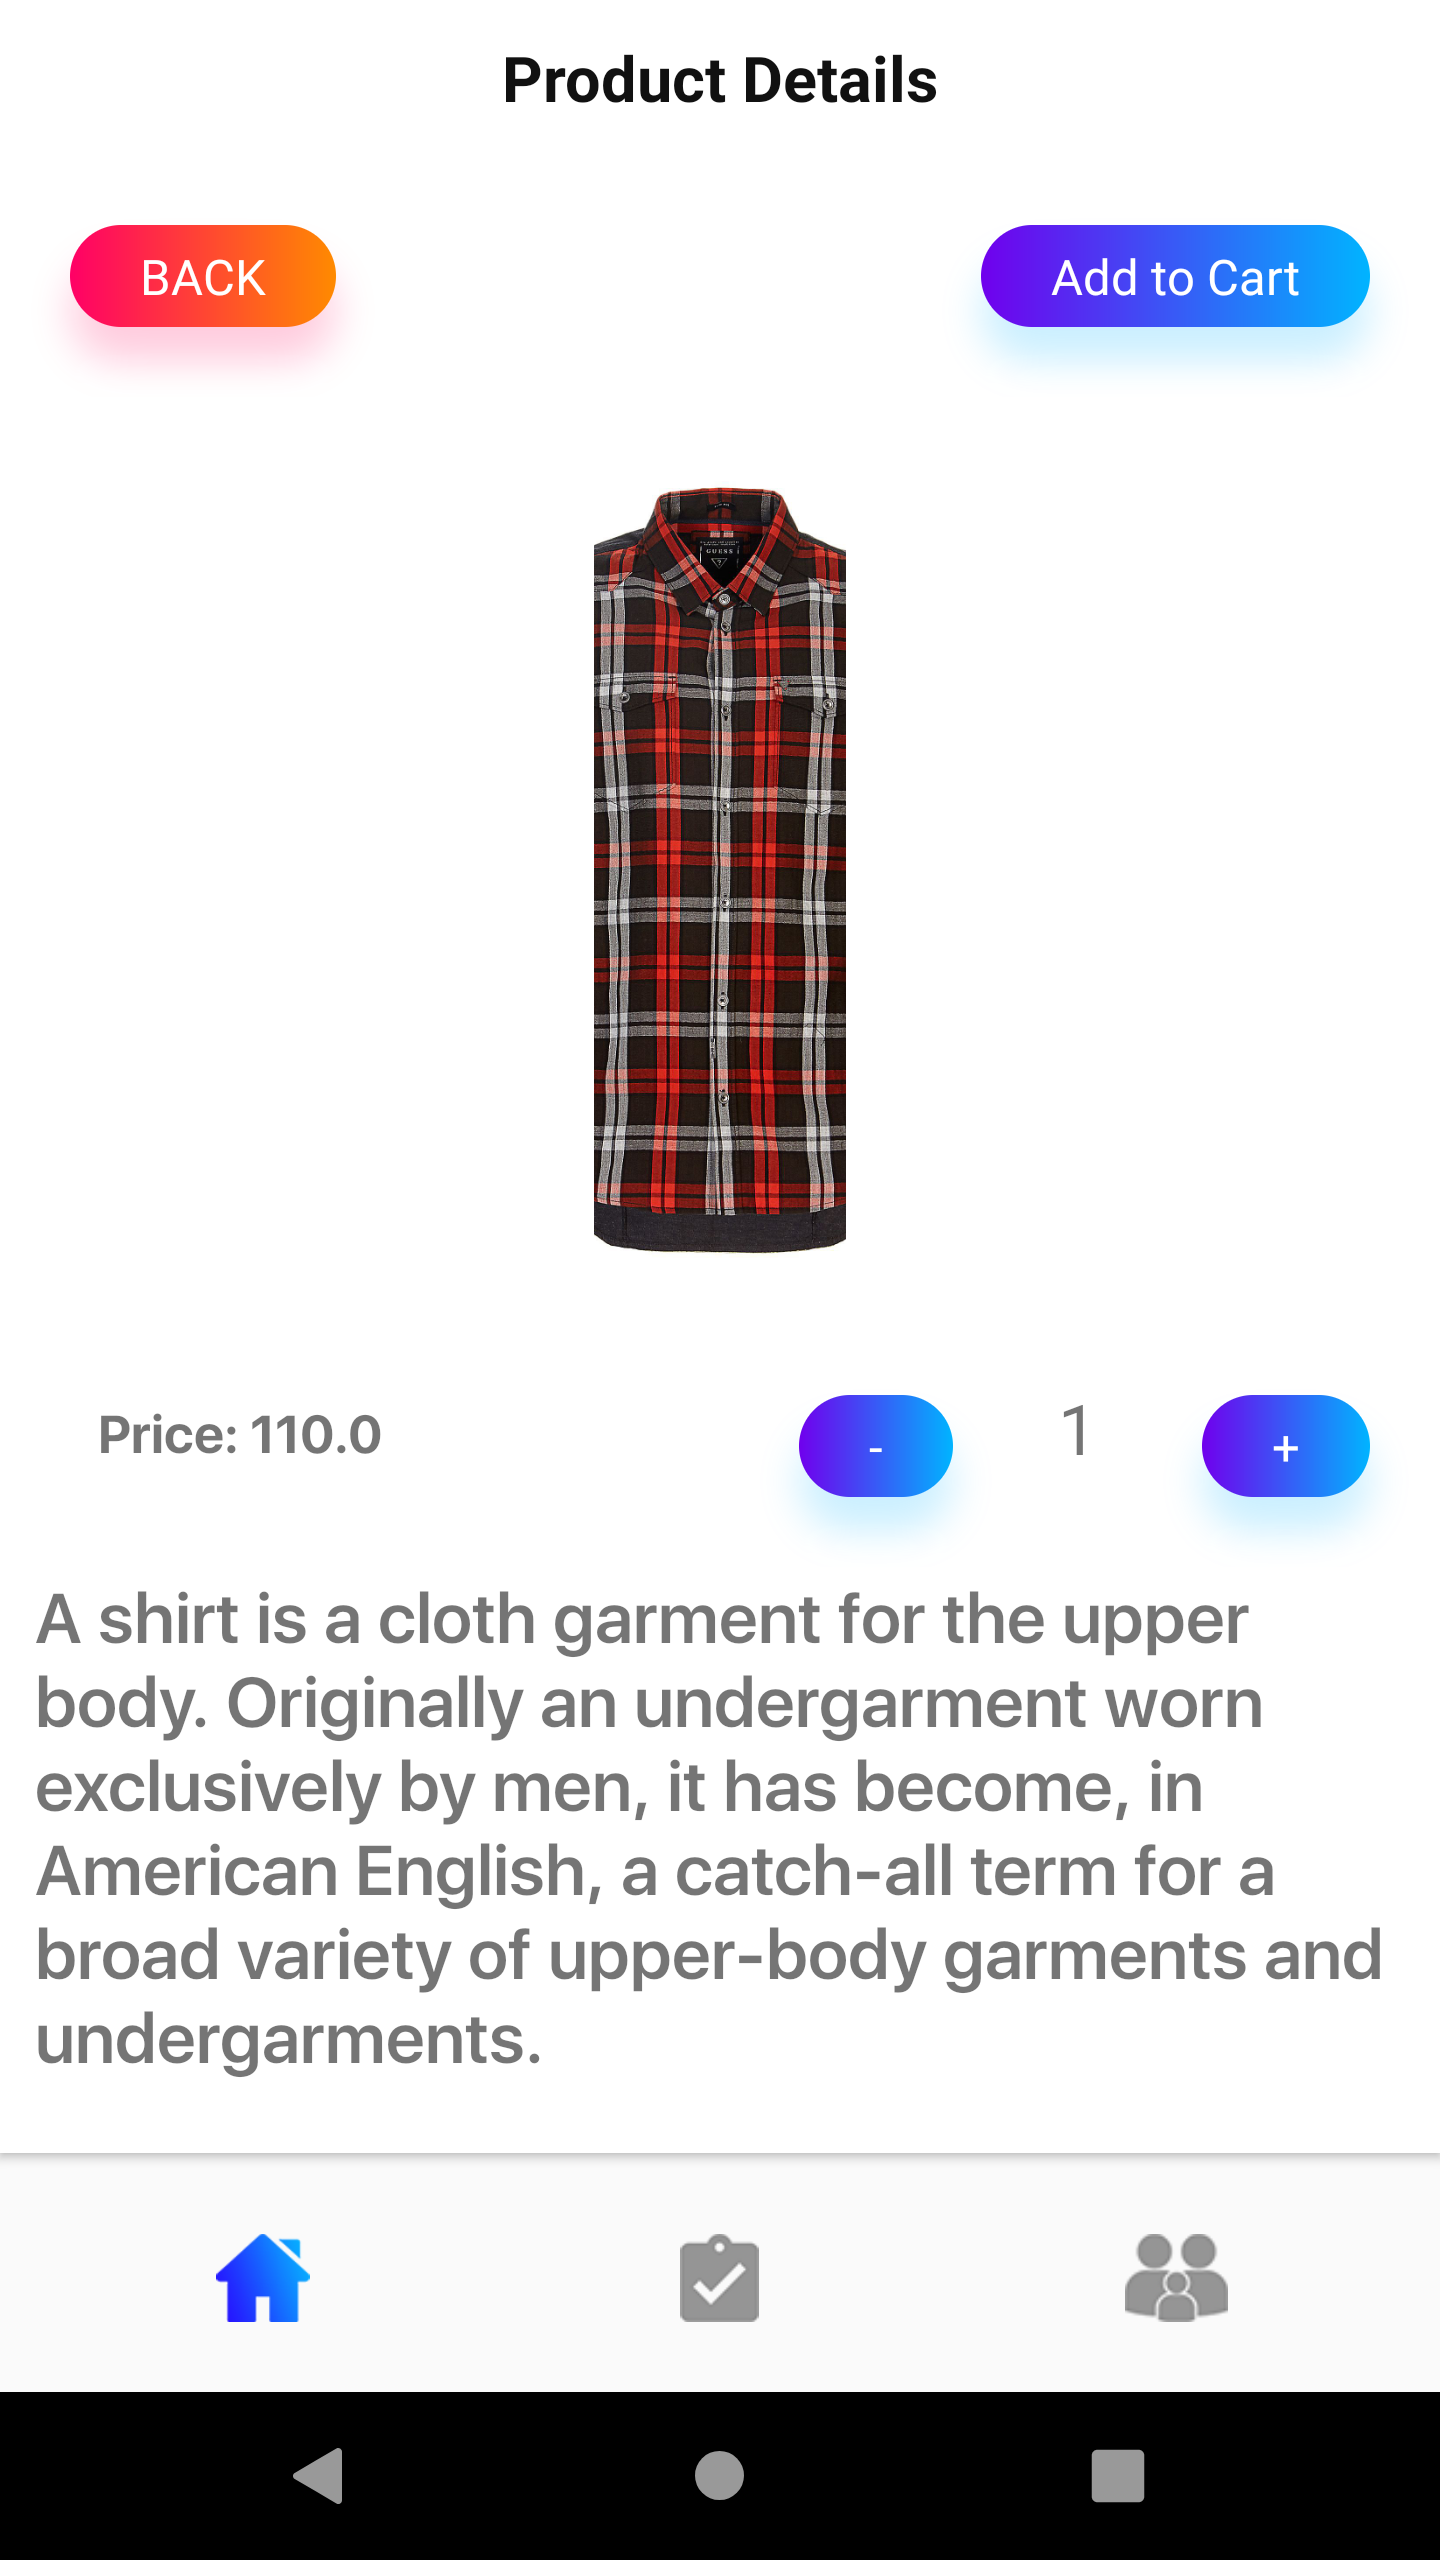 Product Details
BACK
Add to Cart
GUESS
?
Price: 110.0
-
1
+
A shirt is a cloth garment for the upper
body. Originally an undergarment worn
exclusively by men, it has become, in
American English, a catch-all term for a
broad variety of upper-body garments and
undergarments.